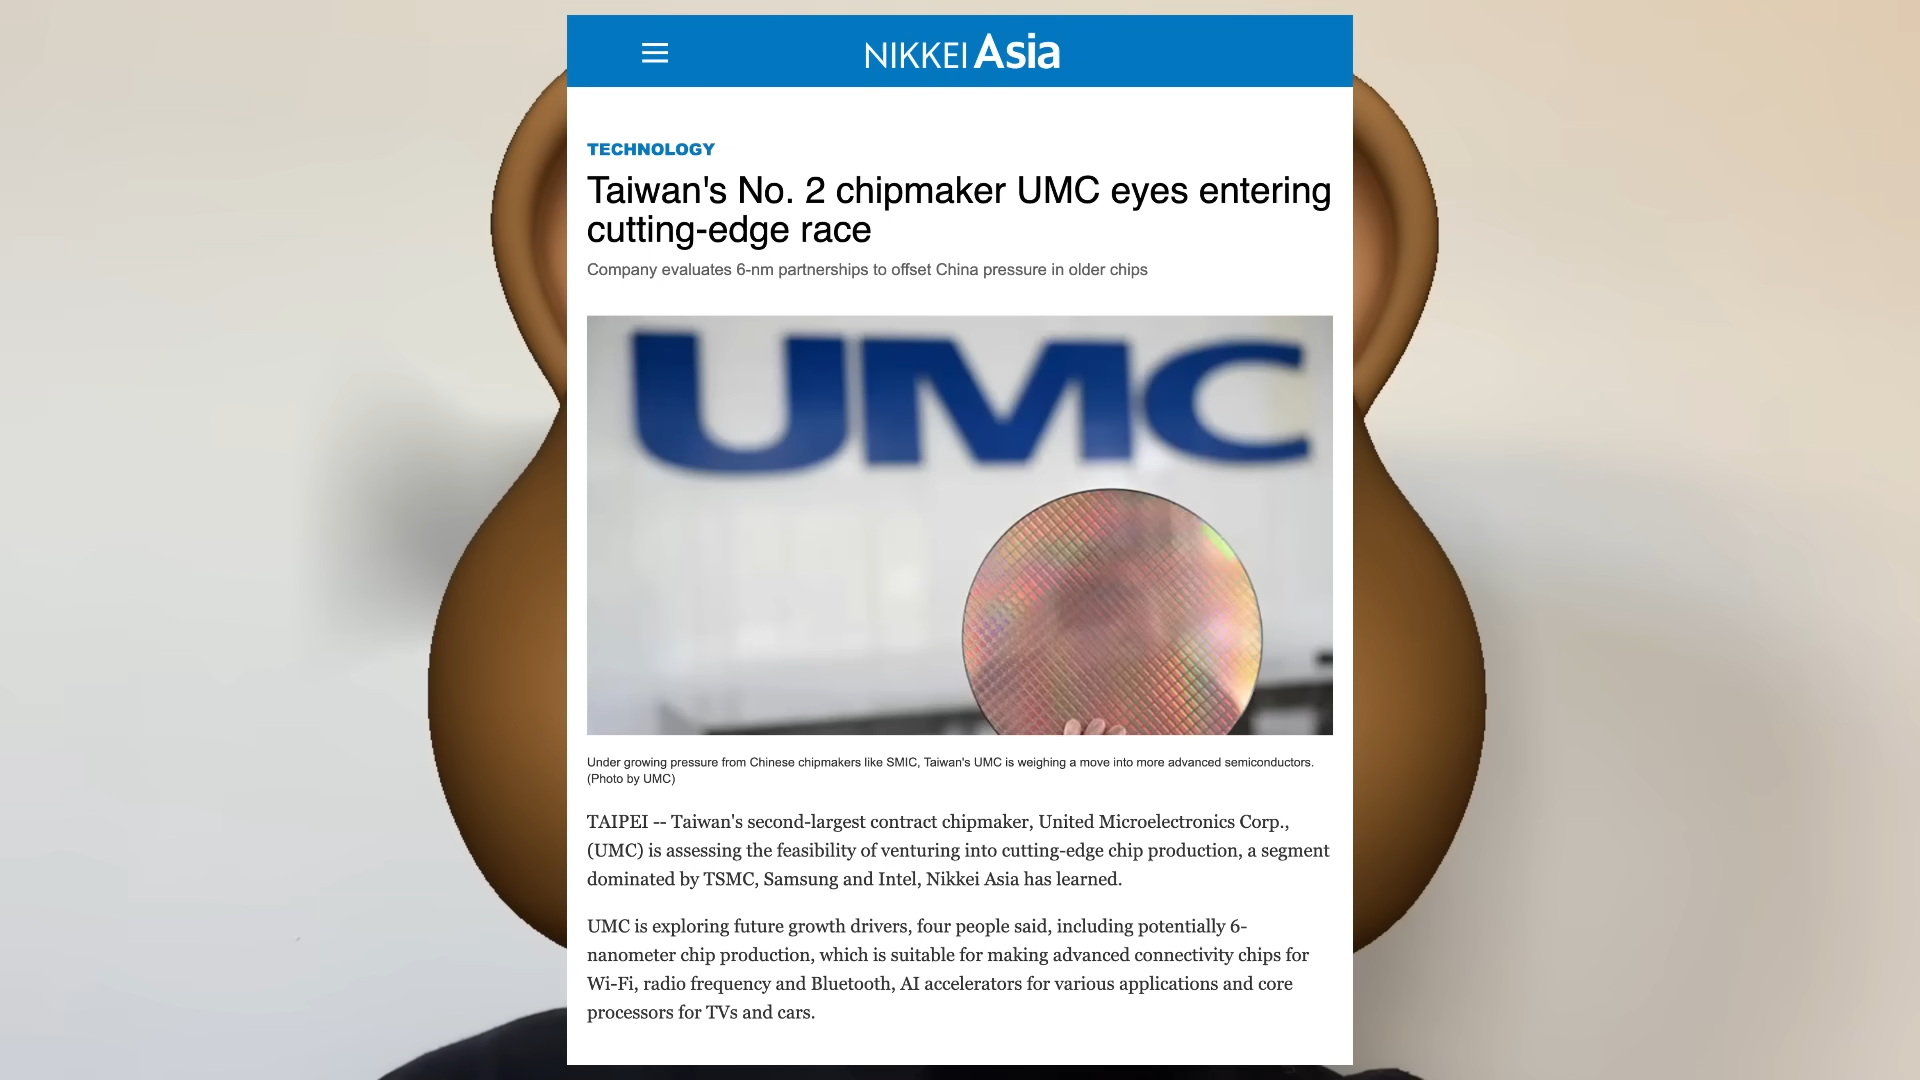 NIKKEI Asia
TECHNOLOGY
Taiwan's No. 2 chipmaker UMC eyes entering
cutting-edge race
Company evaluates 6-nm partnerships to offset China pressure in older chips
UMC
Under growing pressure from Chinese chipmakers like SMIC, Taiwan's UMC is weighing a move into more advanced semiconductors.
(Photo by UMC)
TAIPEI -- Taiwan's second-largest contract chipmaker, United Microelectronics Corp.,
(UMC) is assessing the feasibility of venturing into cutting-edge chip production, a segment
dominated by TSMC, Samsung and Intel, Nikkei Asia has learned.
UMC is exploring future growth drivers, four people said, including potentially 6-
nanometer chip production, which is suitable for making advanced connectivity chips for
Wi-Fi, radio frequency and Bluetooth, AI accelerators for various applications and core
processors for TVs and cars.